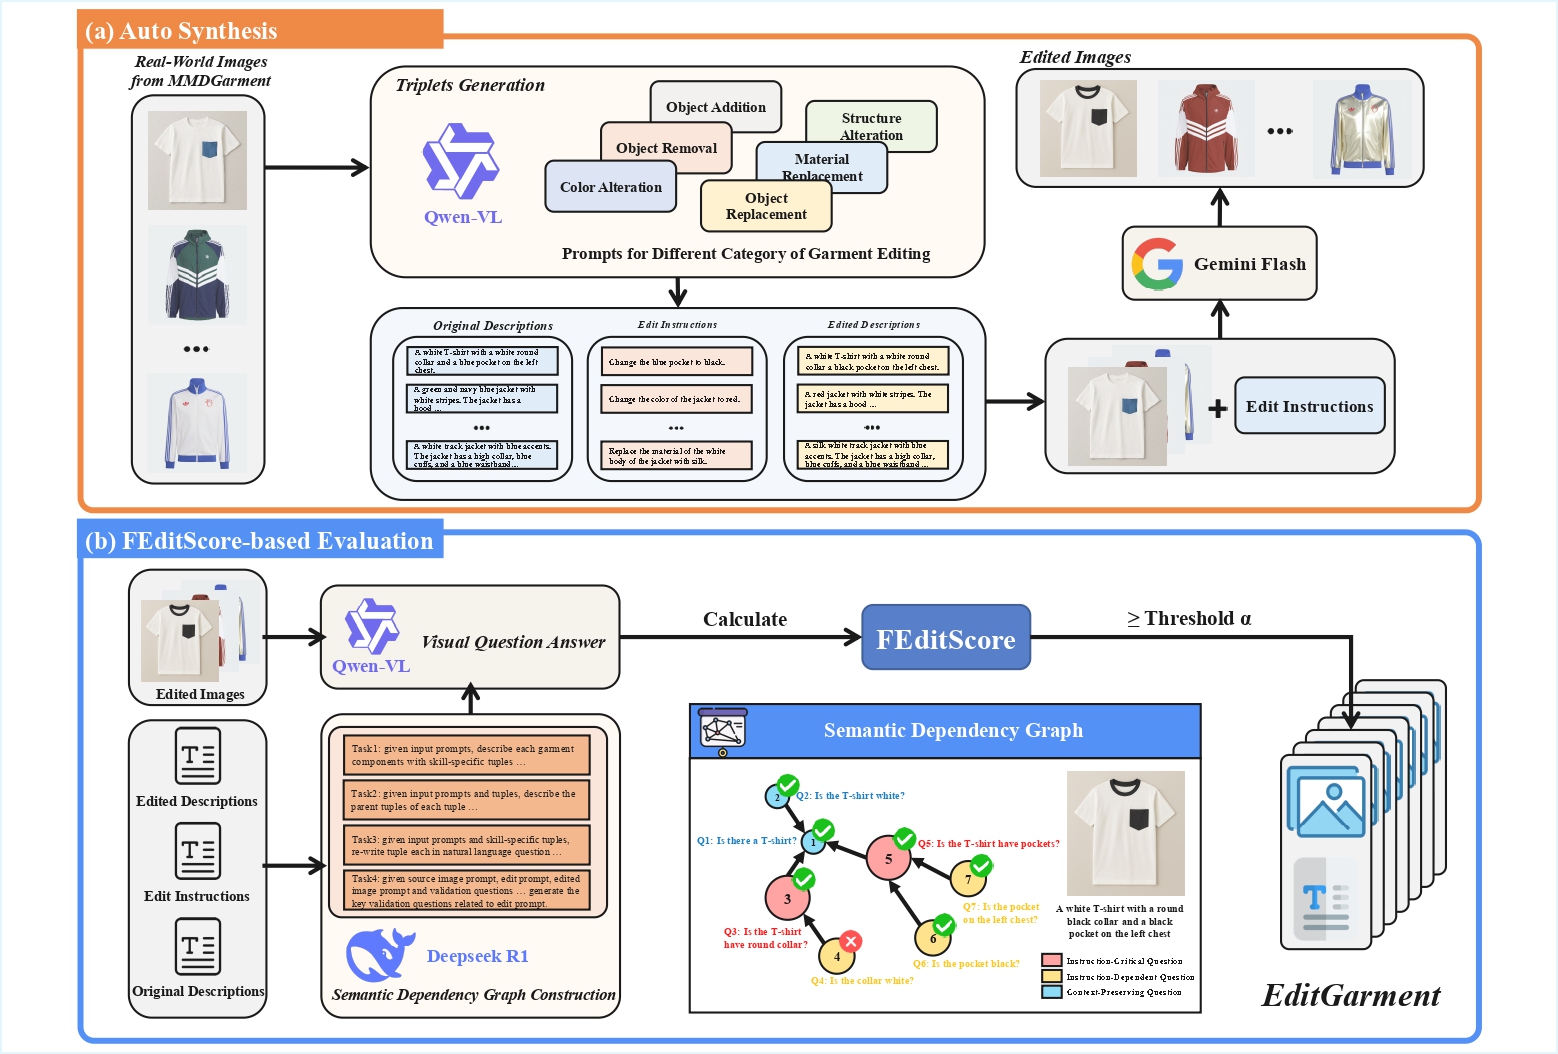 (a) Auto Synthesis
Real-World Images
from MMDGarment
Triplets Generation
Qwen-VL
Object Addition
Object Removal
Color Alteration
Structure
Alteration
Material
Replacement
Object
Replacement
Prompts for Different Category of Garment Editing
Original Descriptions
A white T-shirt with a white round
collar and a blue pocket on the left
chest.
A green and navy blue jacket with
white stripes. The jacket has a
hood ...
A white track jacket with blue accents.
The jacket has a high collar, blue
cuffs, and a blue waistband ...
Edit Instructions
Change the blue pocket to black.
Change the color of the jacket to red.
Replace the material of the white
body of the jacket with silk.
Edited Descriptions
A white T-shirt with a white round
collar a black pocket on the left chest.
A red jacket with white stripes. The
jacket has a hood ...
A silk white track jacket with blue
accents. The jacket has a high collar,
blue cuffs, and a blue waistband ...
Edited Images
Gemini Flash
+
Edit Instructions
(b) FEditScore-based Evaluation
Edited Images
Edited Descriptions
Edit Instructions
Original Descriptions
Qwen-VL
Visual Question Answer
Task1: given input prompts, describe each garment
components with skill-specific tuples ...
Task2: given input prompts and tuples, describe the
parent tuples of each tuple ...
Task3: given input prompts and skill-specific tuples,
re-write tuple each in natural language question ...
Task4: given source image prompt, edit prompt, edited
image prompt and validation questions ... generate the
key validation questions related to edit prompt.
Deepseek R1
Semantic Dependency Graph Construction
Calculate
FEditScore
≥ Threshold α
Semantic Dependency Graph
2
Q2: Is the T-shirt white?
Q1: Is there a T-shirt?
1
5
Q5: Is the T-shirt have pockets?
3
7
Q7: Is the pocket
on the left chest?
Q3: Is the T-shirt
have round collar?
6
4
Q6: Is the pocket black?
Q4: Is the collar white?
A white T-shirt with a round
black collar and a black
pocket on the left chest
Instruction-Critical Question
Instruction-Dependent Question
Context-Preserving Question
T
EditGarment